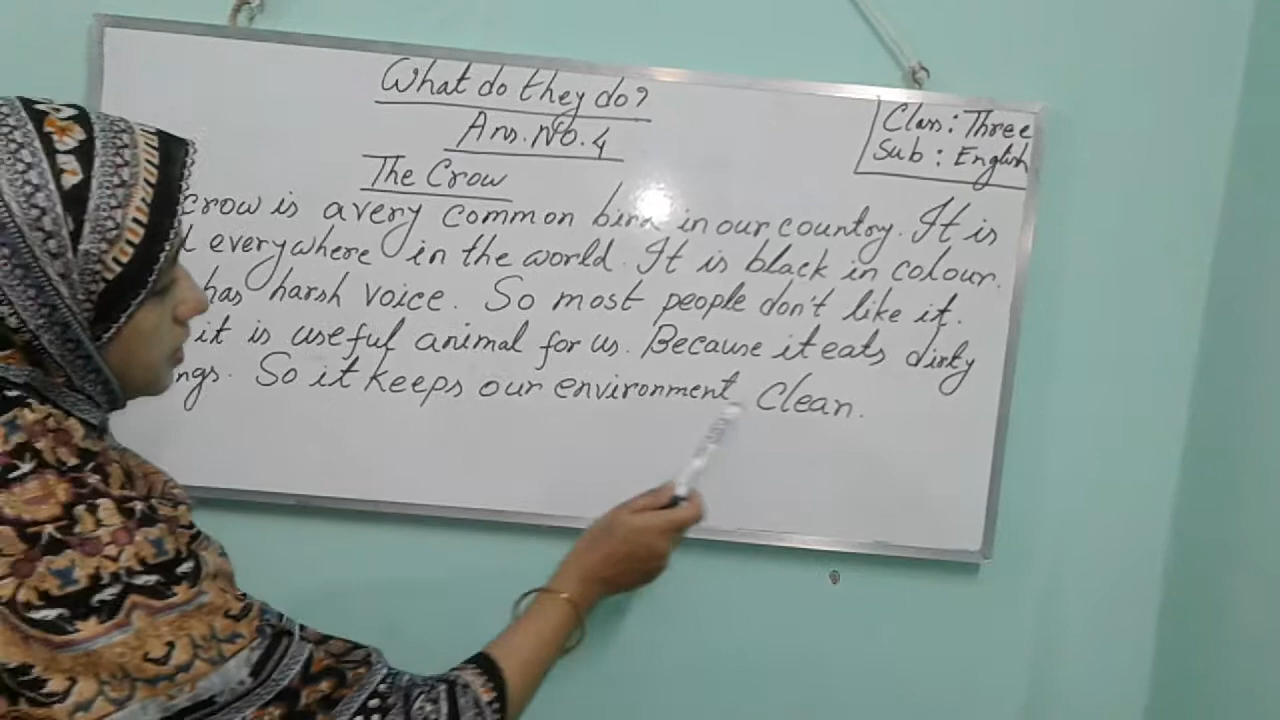 What do they do?
Ans. No. 4
Class: Three
Sub: English
The Crow
crow is a very common bird in our country. It is
everywhere in the world. It is black in colour.
has harsh voice. So most people don't like it.
it is useful animal for us. Because it eats dirty
So it keeps our environment Clean.